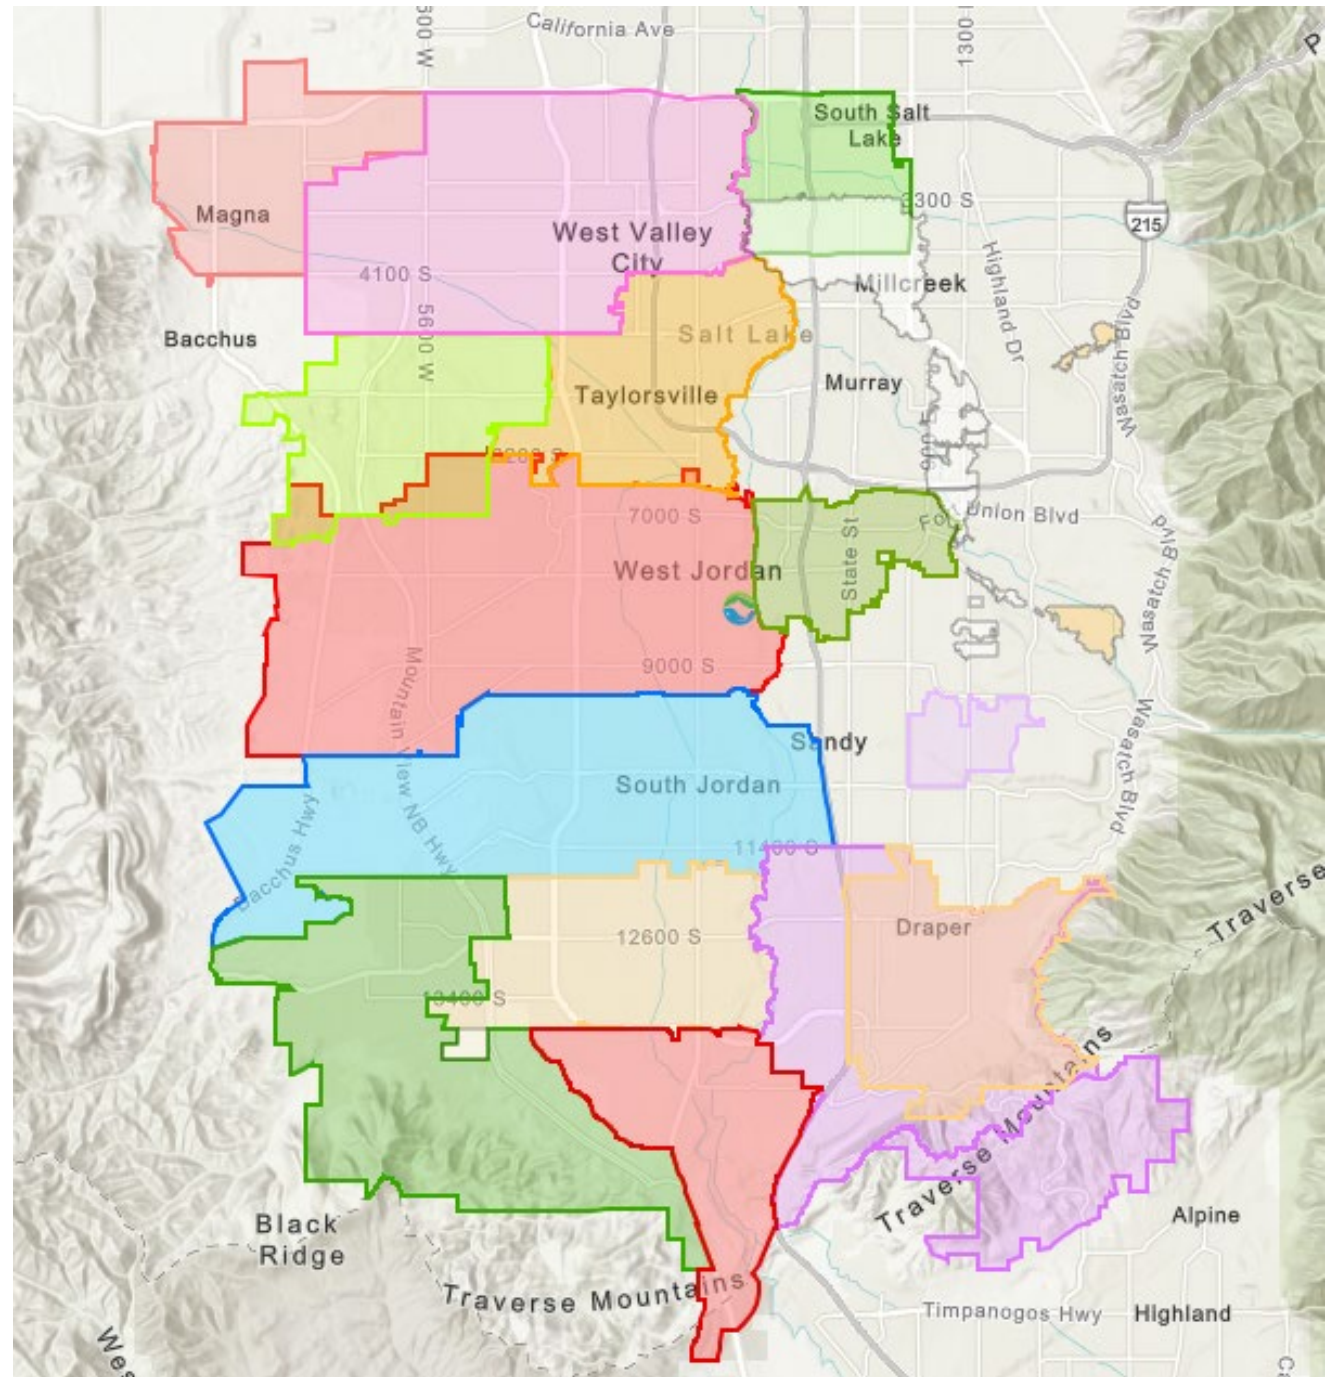 California Ave
1300
South Salt
Lake
Magna
3300 S
215
West Valley
City
4100 S
Millcreek
Highland Dr
Bacchus
5600 W
Salt Lake
Wasatch Blvd
Murray
Taylorsville
7000 S
Union Blvd
State St
West Jordan
Wasatch Blvd
9000 S
Mountain View NB Hwy
Sandy
Wasatch Blvd
South Jordan
Bacchus Hwy
11400 S
Traverse
12600 S
Draper
13400 S
Traverse Mountains
Black
Ridge
Alpine
Traverse Mountains
Timpanogos Hwy
Highland